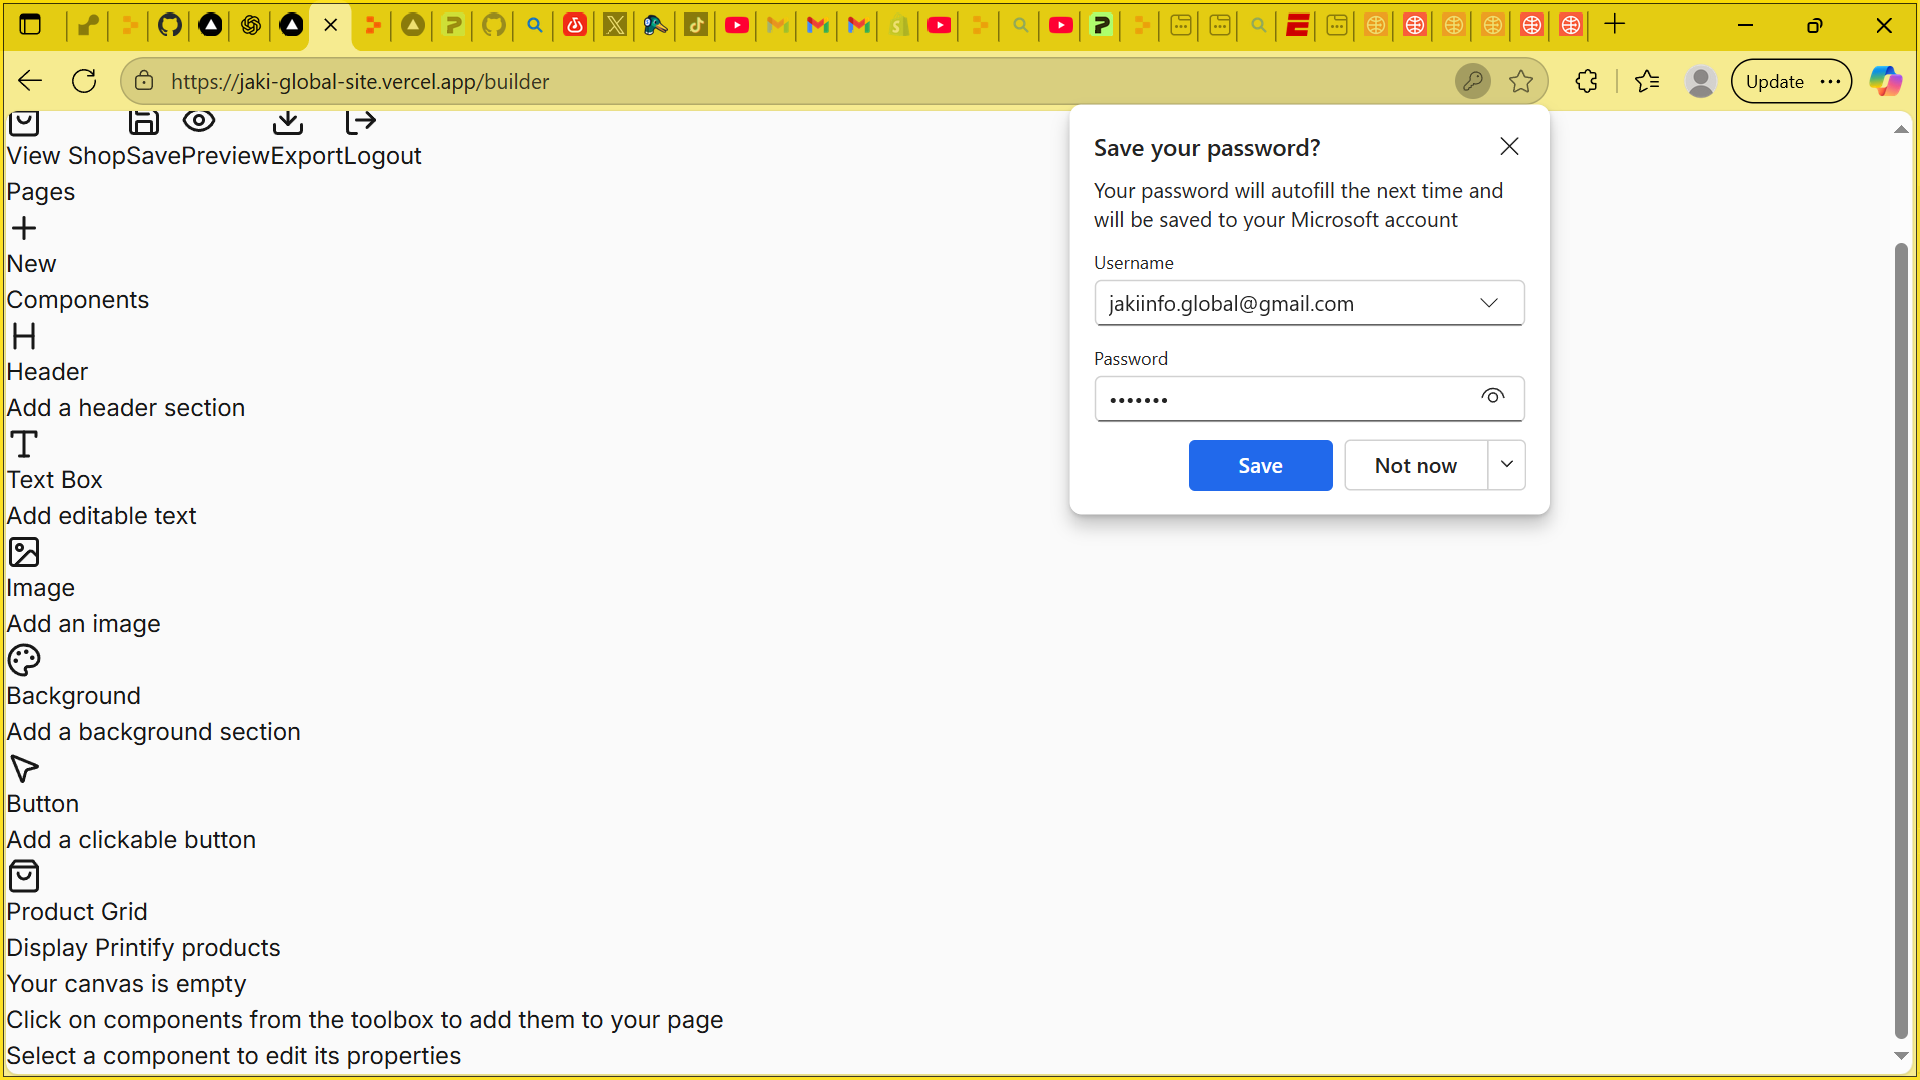 https://jaki-global-site.vercel.app/builder
Update
View ShopSavePreviewExportLogout
Pages
New
Components
Header
Add a header section
Text Box
Add editable text
Image
Add an image
Background
Add a background section
Button
Add a clickable button
Product Grid
Display Printify products
Your canvas is empty
Click on components from the toolbox to add them to your page
Select a component to edit its properties
Save your password?
Your password will autofill the next time and
will be saved to your Microsoft account
Username
jakiinfo.global@gmail.com
Password
•••••••
Save
Not now